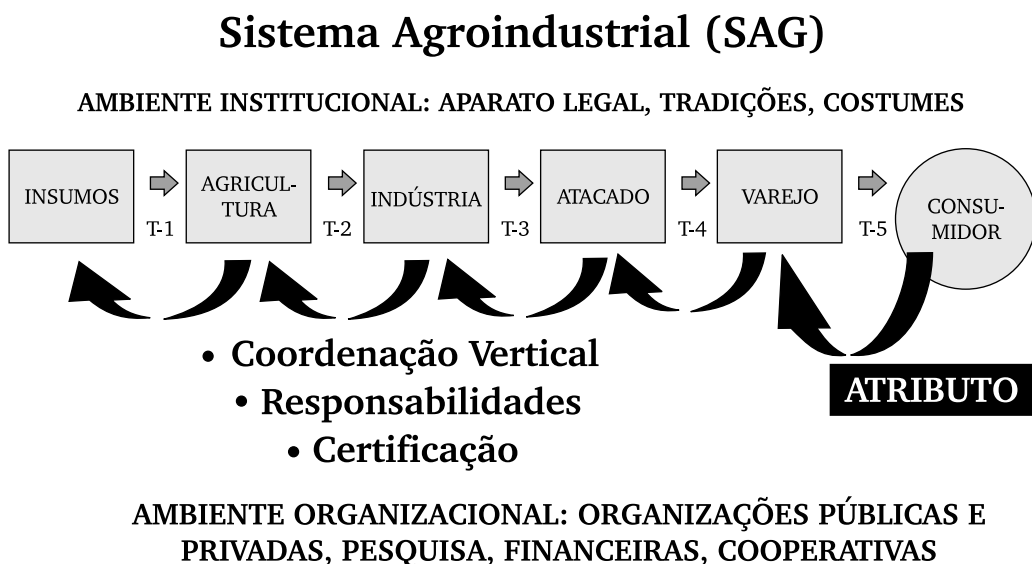 Sistema Agroindustrial (SAG)
AMBIENTE INSTITUCIONAL: APARATO LEGAL, TRADIÇÕES, COSTUMES
INSUMOS
T-1
AGRICUL-
TURA
T-2
INDÚSTRIA
T-3
ATACADO
T-4
VAREJO
T-5
CONSU-
MIDOR
• Coordenação Vertical
• Responsabilidades
• Certificação
ATRIBUTO
AMBIENTE ORGANIZACIONAL: ORGANIZAÇÕES PÚBLICAS E
PRIVADAS, PESQUISA, FINANCEIRAS, COOPERATIVAS